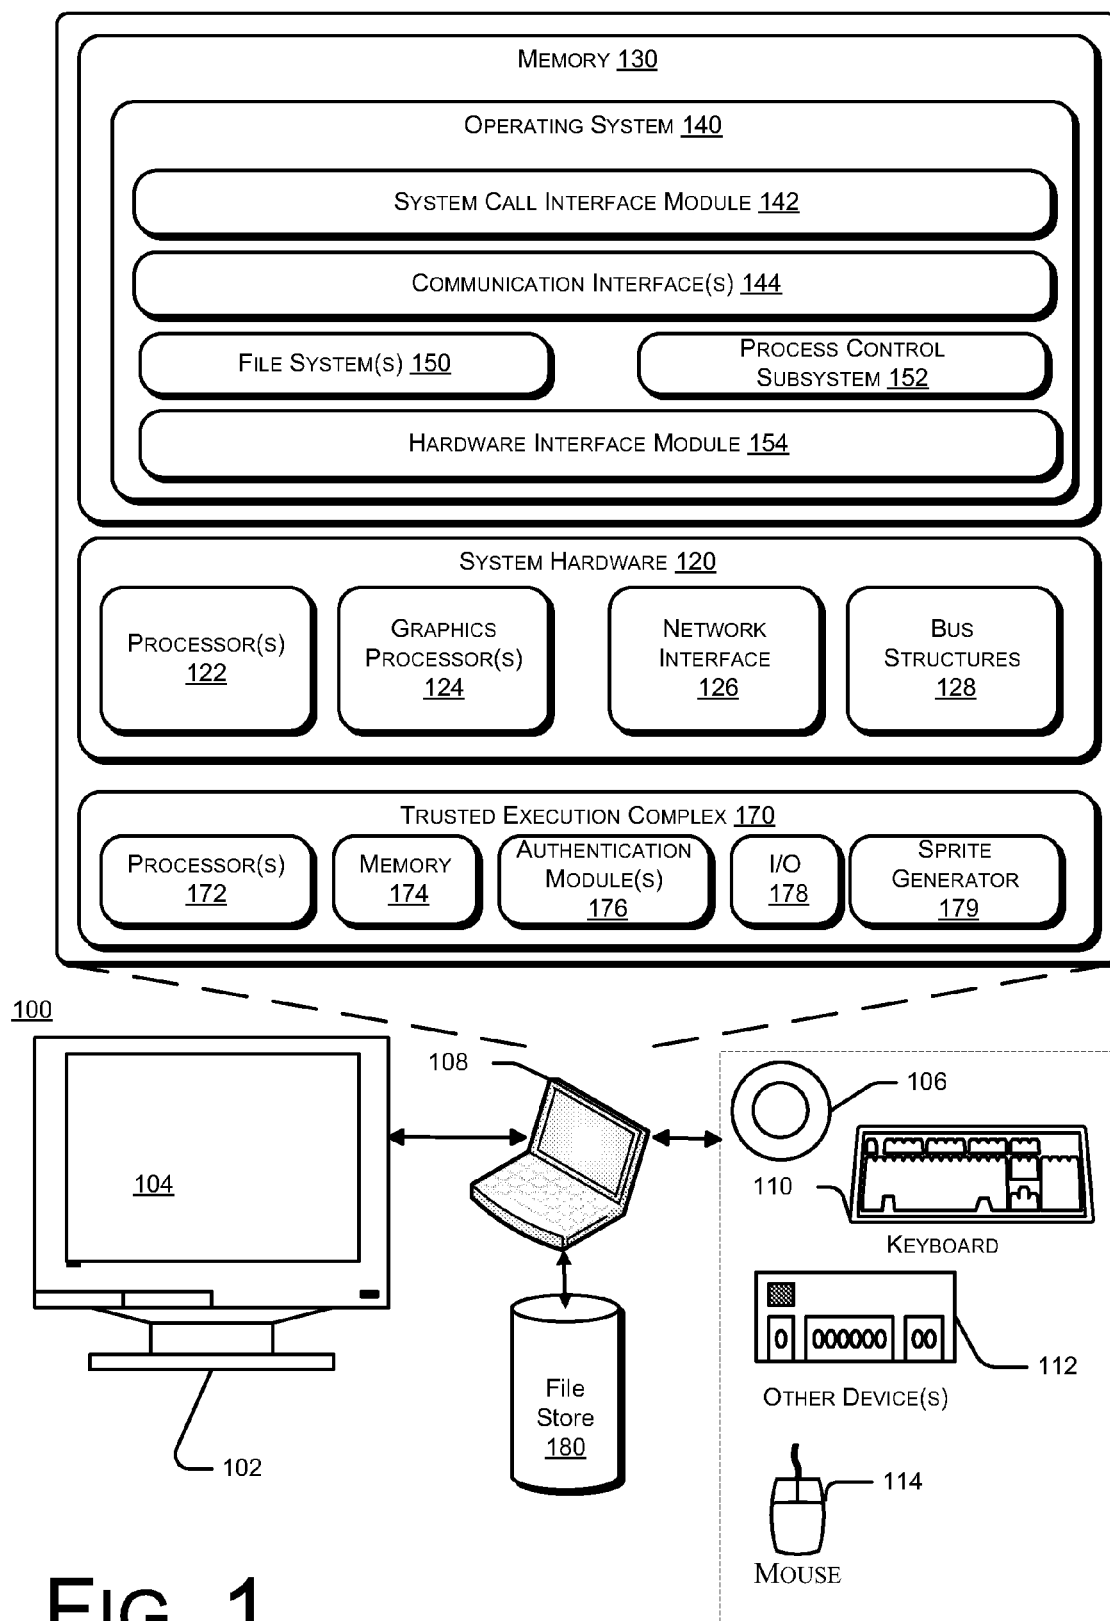 MEMORY 130
OPERATING SYSTEM 140
SYSTEM CALL INTERFACE MODULE 142
COMMUNICATION INTERFACE(S) 144
FILE SYSTEM(S) 150
PROCESS CONTROL
SUBSYSTEM 152
HARDWARE INTERFACE MODULE 154
SYSTEM HARDWARE 120
PROCESSOR(S)
122
GRAPHICS
PROCESSOR(S)
124
NETWORK
INTERFACE
126
BUS
STRUCTURES
128
TRUSTED EXECUTION COMPLEX 170
PROCESSOR(S)
172
MEMORY
174
AUTHENTICATION
MODULE(S)
176
I/O
178
SPRITE
GENERATOR
179
100
108
106
104
110
KEYBOARD
112
OTHER DEVICE(S)
File
Store
180
102
114
MOUSE
FIG. 1